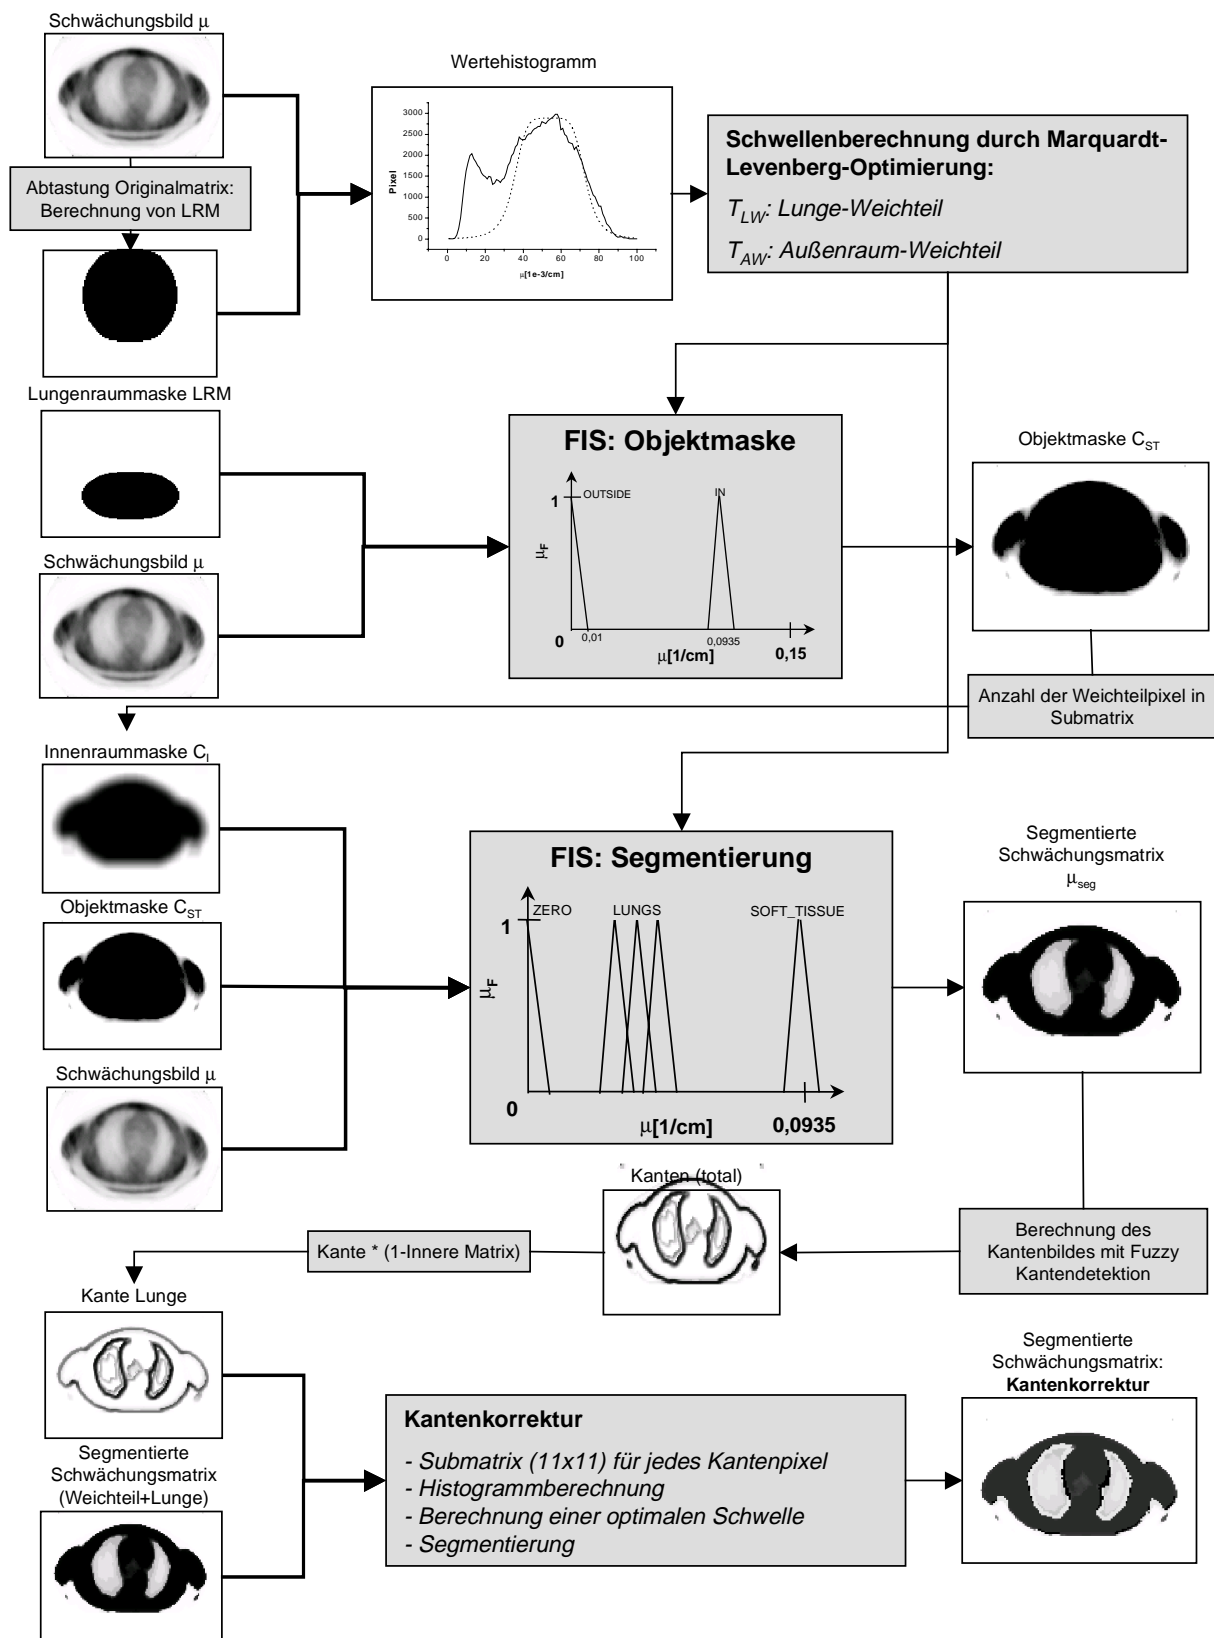 Schwächungsbild μ
Abtastung Originalmatrix:
Berechnung von LRM
Wertehistogramm
Pixel
3000
2500
2000
1500
1000
500
0
0 20 40 60 80 100
μ[1e-3/cm]
Schwellenberechnung durch Marquardt-
Levenberg-Optimierung:
T_LW: Lunge-Weichteil
T_AW: Außenraum-Weichteil
Lungenraummaske LRM
Schwächungsbild μ
FIS: Objektmaske
OUTSIDE IN
1
μF
0
0,01 0,0935
μ[1/cm] 0,15
Objektmaske C_ST
Anzahl der Weichteilpixel in
Submatrix
Innenraummaske C_I
Objektmaske C_ST
Schwächungsbild μ
FIS: Segmentierung
ZERO LUNGS SOFT_TISSUE
1
μF
0
μ[1/cm] 0,0935
Segmentierte
Schwächungsmatrix
μ_seg
Berechnung des
Kantenbildes mit Fuzzy
Kantendetektion
Kanten (total)
Kante * (1-Innere Matrix)
Kante Lunge
Segmentierte
Schwächungsmatrix
(Weichteil+Lunge)
Kantenkorrektur
- Submatrix (11x11) für jedes Kantenpixel
- Histogrammberechnung
- Berechnung einer optimalen Schwelle
- Segmentierung
Segmentierte
Schwächungsmatrix:
Kantenkorrektur